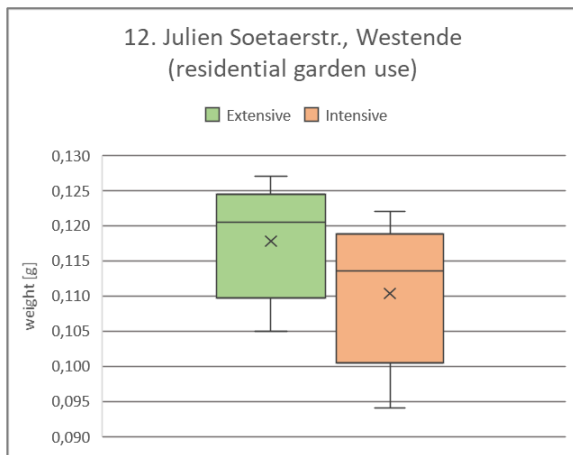 12. Julien Soetaerstr., Westende
(residential garden use)
Extensive Intensive
weight [g]
0,130
0,125
0,120
0,115
0,110
0,105
0,100
0,095
0,090